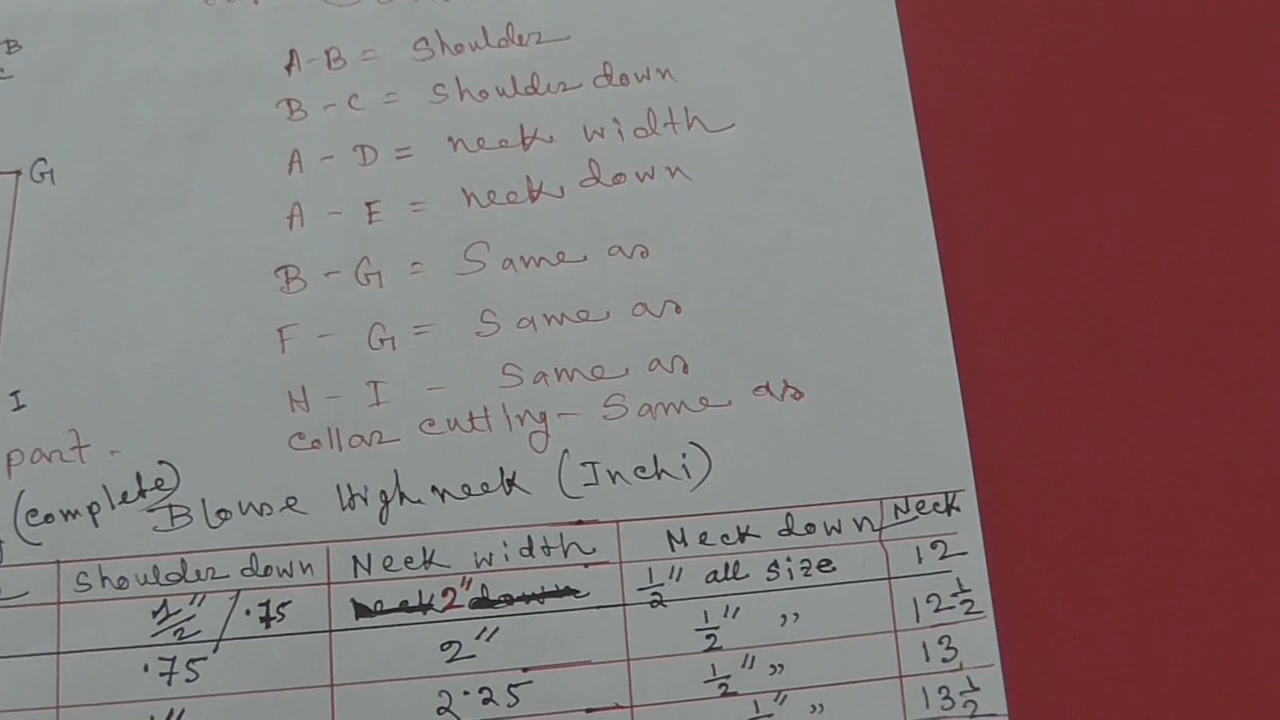 B
A-B = Shoulder
B-C = Shoulder down
A - D = neck width
G
A - E = neck down
B - G = Same as
F - G = Same as
I
H - I - Same as
part.
Collar cutting - Same as
(complete)
Blouse High neck (Inchi)
Shoulder down Neck width Neck down Neck
1/2" / .75 2" 1/2" all size 12
.75 2" 1/2" ,, 12 1/2
2.25 1/2" ,, 13
1/2" ,, 13 1/2